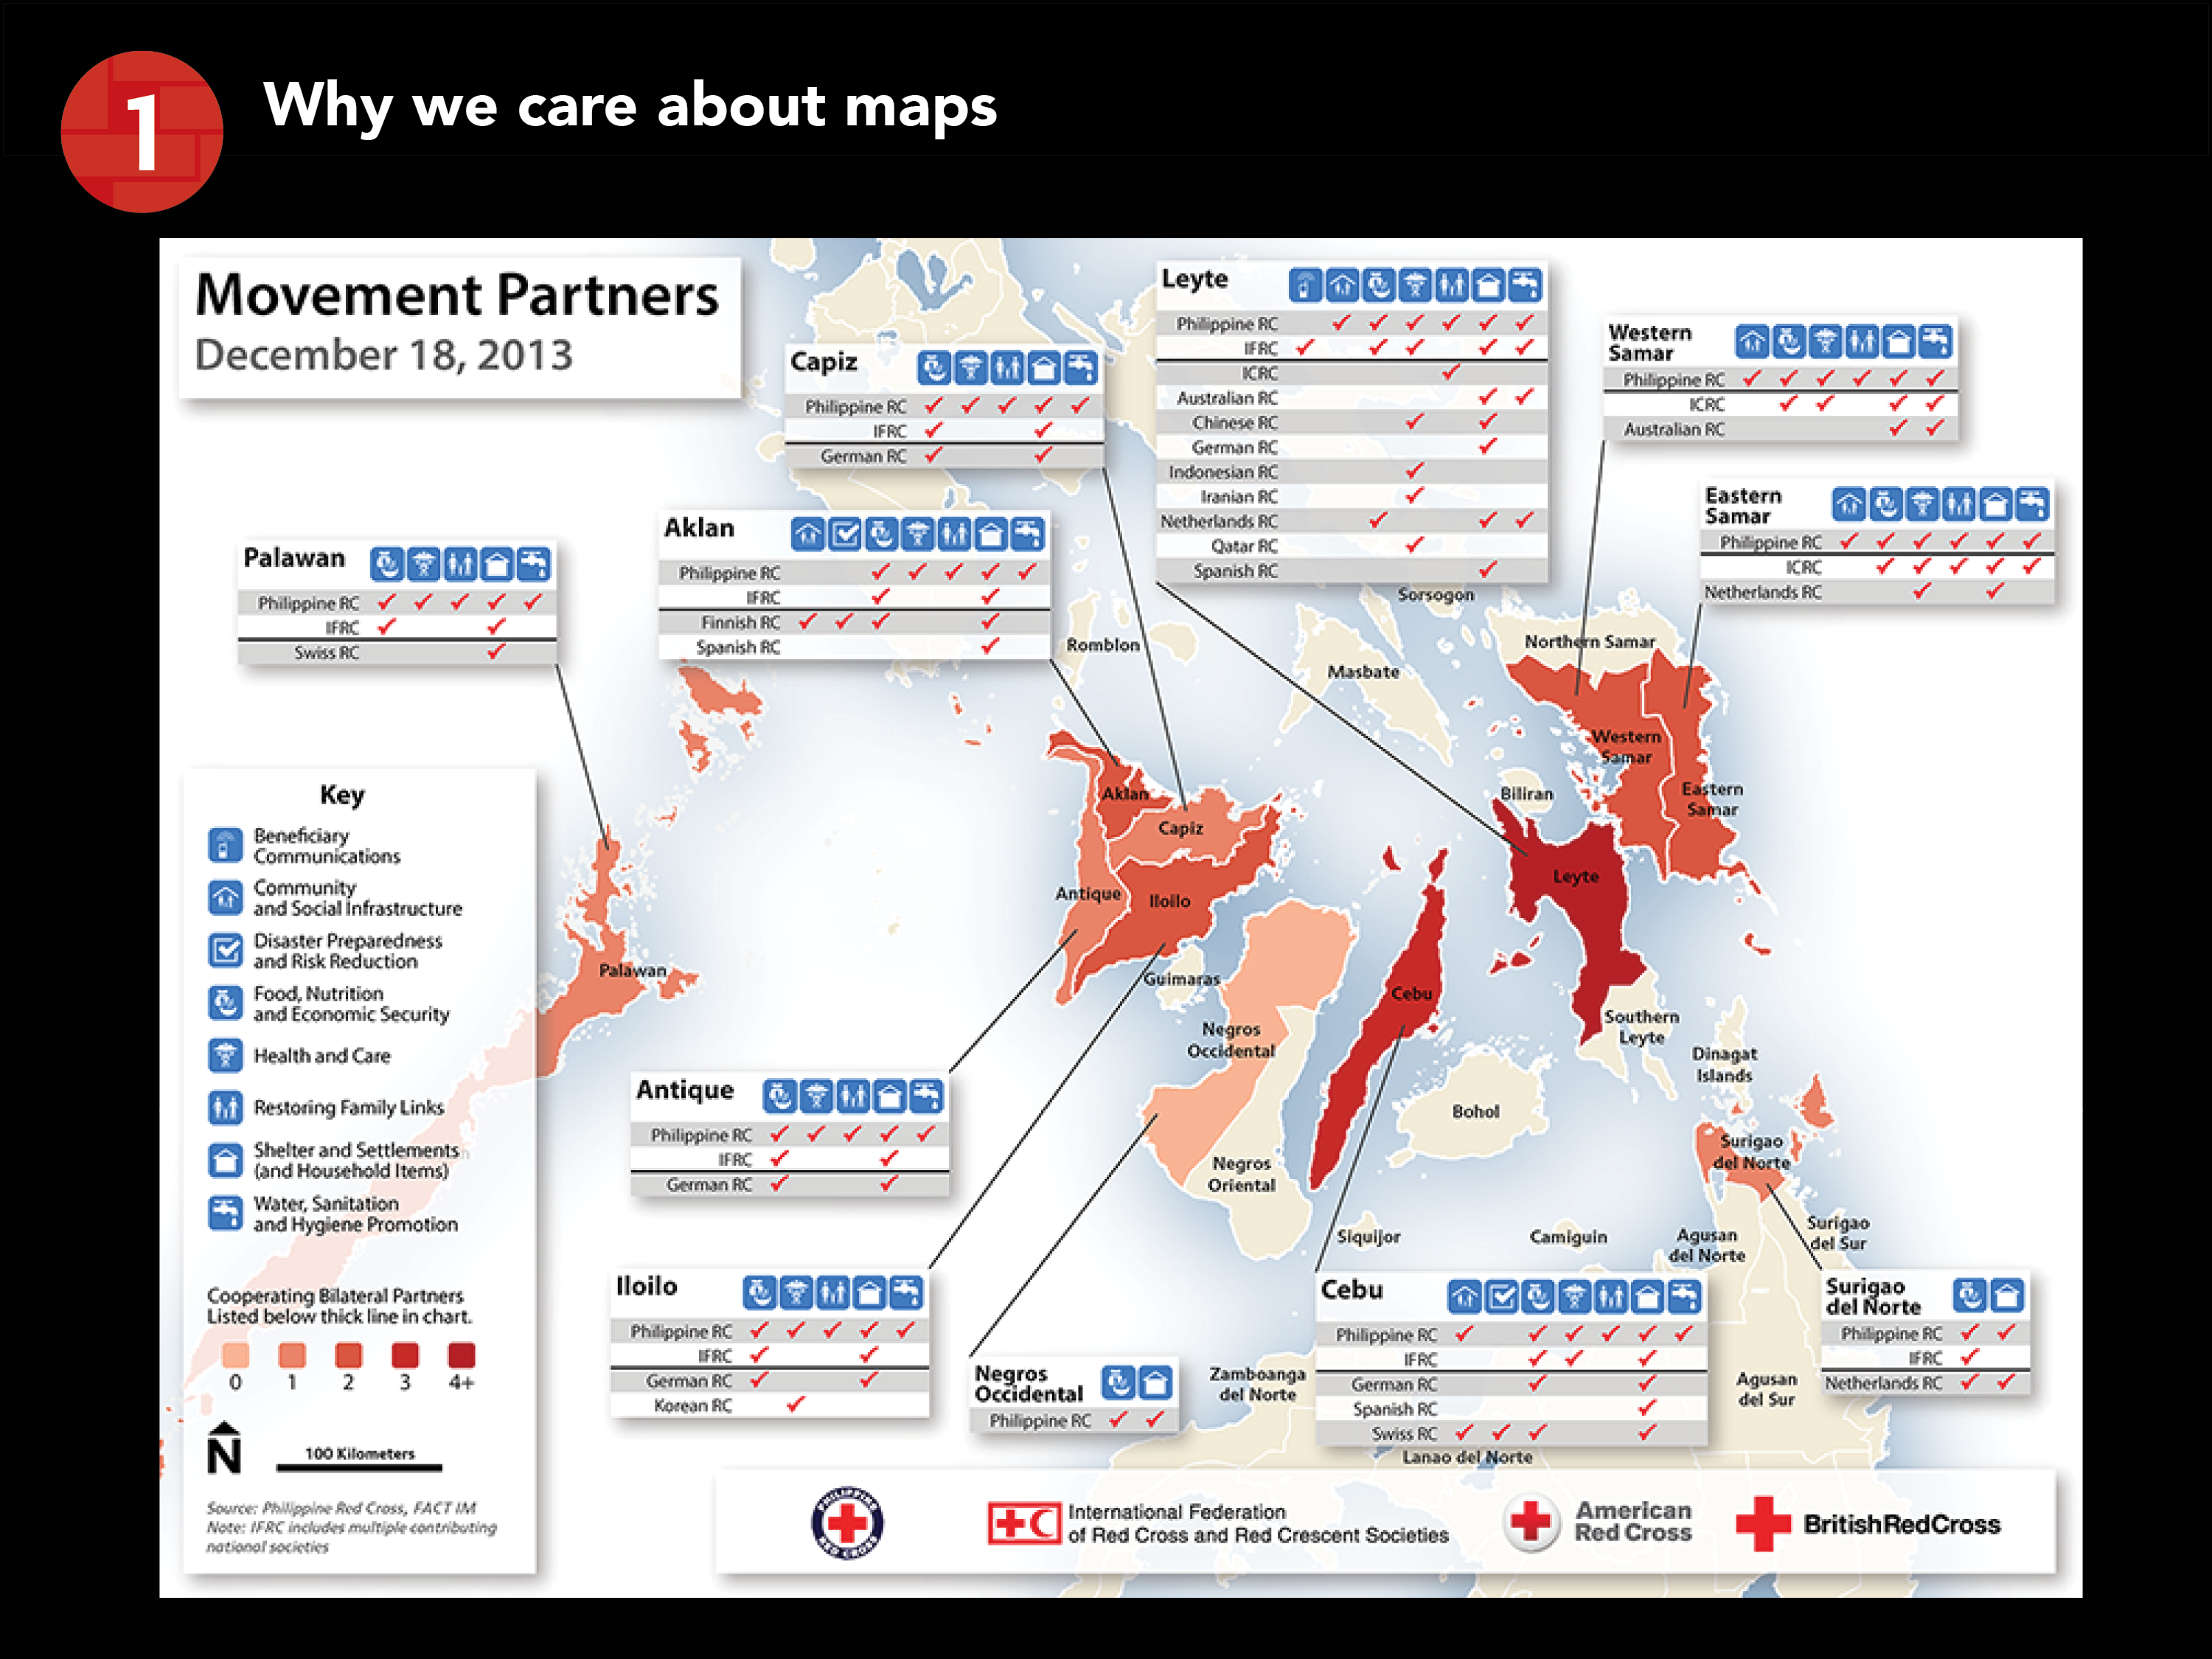 1
Why we care about maps
Movement Partners
December 18, 2013
Leyte
Philippine RC
IFRC
ICRC
Australian RC
Chinese RC
German RC
Indonesian RC
Iranian RC
Netherlands RC
Qatar RC
Spanish RC
Western
Samar
Philippine RC
ICRC
Australian RC
Capiz
Philippine RC
IFRC
German RC
Eastern
Samar
Philippine RC
ICRC
Netherlands RC
Aklan
Philippine RC
IFRC
Finnish RC
Spanish RC
Palawan
Philippine RC
IFRC
Swiss RC
Sorsogon
Romblon
Masbate
Northern Samar
Western
Samar
Eastern
Samar
Biliran
Aklan
Capiz
Antique
Iloilo
Leyte
Palawan
Guimaras
Cebu
Negros
Occidental
Southern
Leyte
Dinagat
Islands
Bohol
Negros
Oriental
Surigao
del Norte
Siquijor
Camiguin
Agusan
del Norte
Surigao
del Sur
Zamboanga
del Norte
Agusan
del Sur
Lanao del Norte
Key
Beneficiary
Communications
Community
and Social Infrastructure
Disaster Preparedness
and Risk Reduction
Food, Nutrition
and Economic Security
Health and Care
Restoring Family Links
Shelter and Settlements
(and Household Items)
Water, Sanitation
and Hygiene Promotion
Cooperating Bilateral Partners
Listed below thick line in chart.
0 1 2 3 4+
N
100 Kilometers
Source: Philippine Red Cross, FACT IM
Note: IFRC includes multiple contributing
national societies
Antique
Philippine RC
IFRC
German RC
Iloilo
Philippine RC
IFRC
German RC
Korean RC
Negros
Occidental
Philippine RC
Cebu
Philippine RC
IFRC
German RC
Spanish RC
Swiss RC
Surigao
del Norte
Philippine RC
IFRC
Netherlands RC
PHILIPPINE
RED CROSS
International Federation
of Red Cross and Red Crescent Societies
American
Red Cross
BritishRedCross